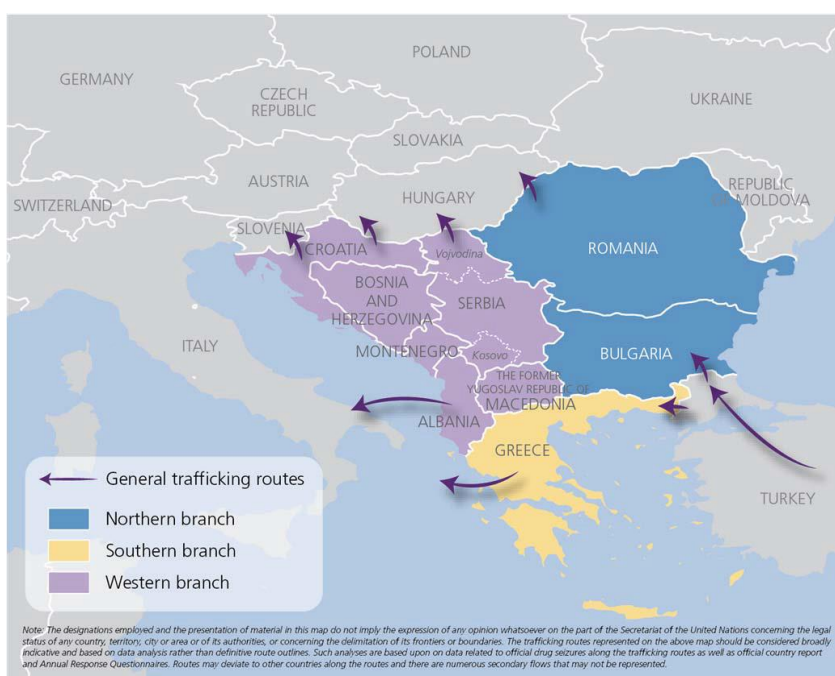 POLAND
GERMANY
CZECH
REPUBLIC
UKRAINE
SLOVAKIA
AUSTRIA
REPUBLIC
OF MOLDOVA
HUNGARY
SWITZERLAND
SLOVENIA
CROATIA
Vojvodina
ROMANIA
BOSNIA
AND
HERZEGOVINA
SERBIA
ITALY
MONTENEGRO
Kosovo
BULGARIA
THE FORMER
YUGOSLAV REPUBLIC OF
MACEDONIA
ALBANIA
GREECE
TURKEY
General trafficking routes
Northern branch
Southern branch
Western branch
Note: The designations employed and the presentation of material in this map do not imply the expression of any opinion whatsoever on the part of the Secretariat of the United Nations concerning the legal
status of any country, territory, city or area or of its authorities, or concerning the delimitation of its frontiers or boundaries. The trafficking routes represented on the above map should be considered broadly
indicative and based on data analysis rather than definitive route outlines. Such analyses are based upon on data related to official drug seizures along the trafficking routes as well as official country report
and Annual Response Questionnaires. Routes may deviate to other countries along the routes and there are numerous secondary flows that may not be represented.